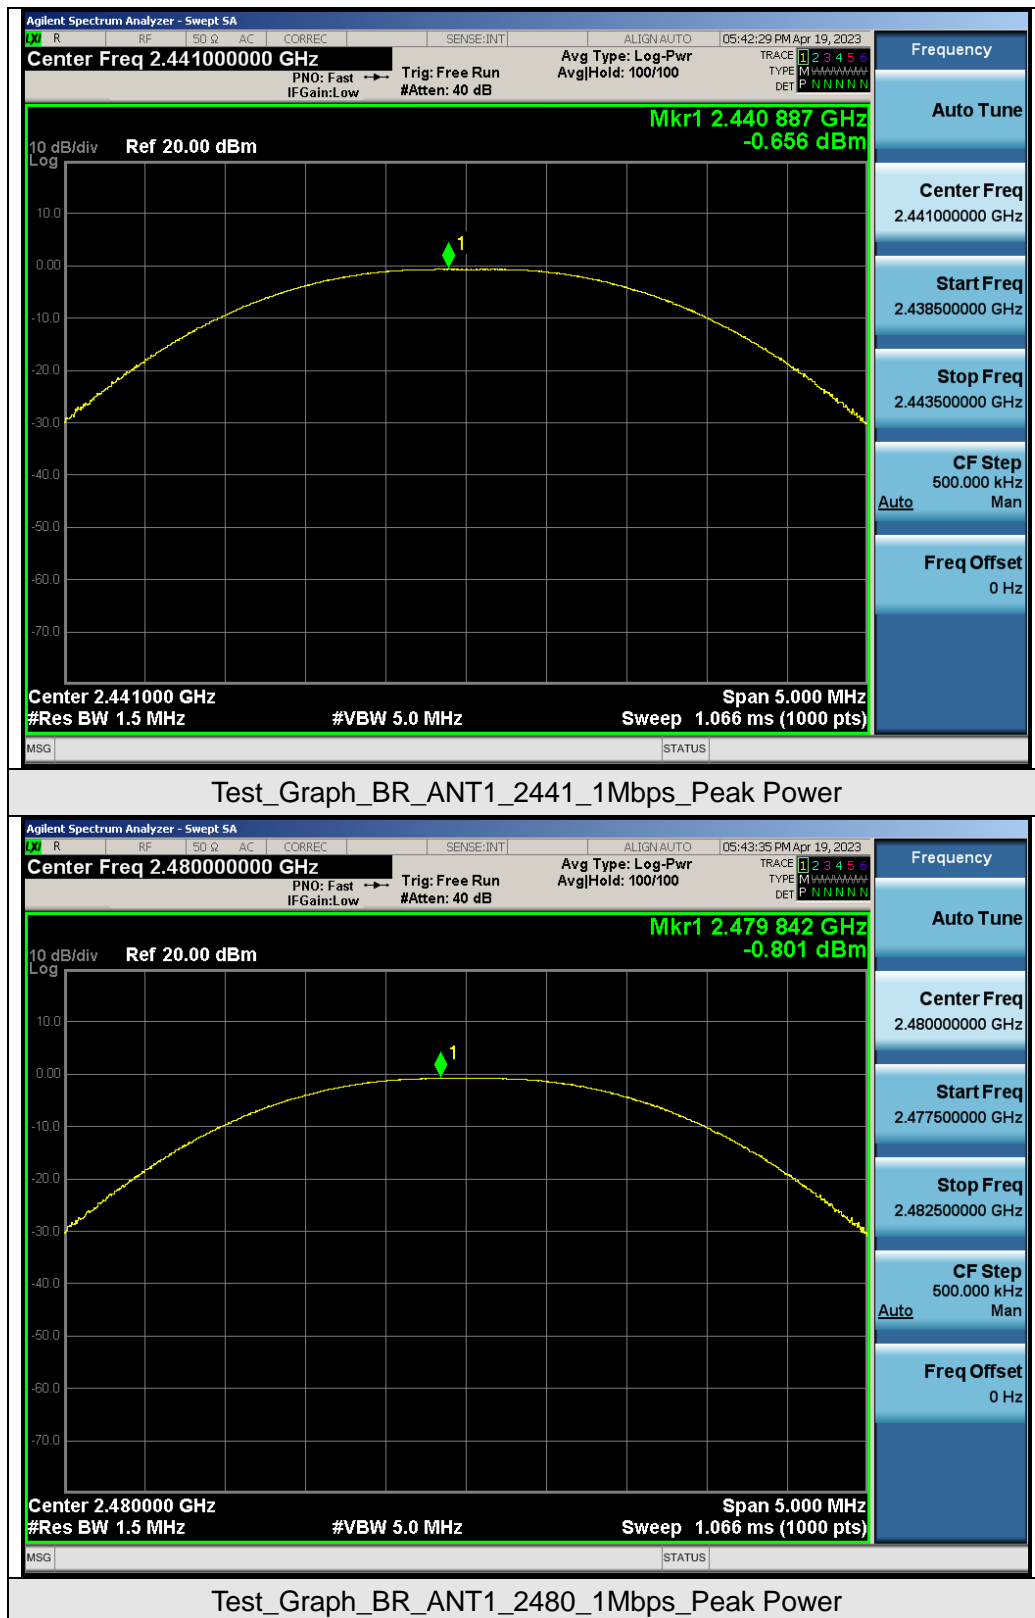 Agilent Spectrum Analyzer - Swept SA
LXI R RF 50 Ω AC CORREC SENSE:INT ALIGN AUTO 05:42:29 PM Apr 19, 2023
Center Freq 2.441000000 GHz
PNO: Fast
IFGain:Low
Trig: Free Run
#Atten: 40 dB
Avg Type: Log-Pwr
Avg|Hold: 100/100
TRACE 1 2 3 4 5 6
TYPE M WWWWW
DET P N N N N N
Mkr1 2.440 887 GHz
-0.656 dBm
10 dB/div Ref 20.00 dBm
Log
10.0
0.00
-10.0
-20.0
-30.0
-40.0
-50.0
-60.0
-70.0
1
Center 2.441000 GHz Span 5.000 MHz
#Res BW 1.5 MHz #VBW 5.0 MHz Sweep 1.066 ms (1000 pts)
MSG STATUS
Frequency
Auto Tune
Center Freq
2.441000000 GHz
Start Freq
2.438500000 GHz
Stop Freq
2.443500000 GHz
CF Step
500.000 kHz
Auto Man
Freq Offset
0 Hz
Test_Graph_BR_ANT1_2441_1Mbps_Peak Power
Agilent Spectrum Analyzer - Swept SA
LXI R RF 50 Ω AC CORREC SENSE:INT ALIGN AUTO 05:43:35 PM Apr 19, 2023
Center Freq 2.480000000 GHz
PNO: Fast
IFGain:Low
Trig: Free Run
#Atten: 40 dB
Avg Type: Log-Pwr
Avg|Hold: 100/100
TRACE 1 2 3 4 5 6
TYPE M WWWWW
DET P N N N N N
Mkr1 2.479 842 GHz
-0.801 dBm
10 dB/div Ref 20.00 dBm
Log
10.0
0.00
-10.0
-20.0
-30.0
-40.0
-50.0
-60.0
-70.0
1
Center 2.480000 GHz Span 5.000 MHz
#Res BW 1.5 MHz #VBW 5.0 MHz Sweep 1.066 ms (1000 pts)
MSG STATUS
Frequency
Auto Tune
Center Freq
2.480000000 GHz
Start Freq
2.477500000 GHz
Stop Freq
2.482500000 GHz
CF Step
500.000 kHz
Auto Man
Freq Offset
0 Hz
Test_Graph_BR_ANT1_2480_1Mbps_Peak Power